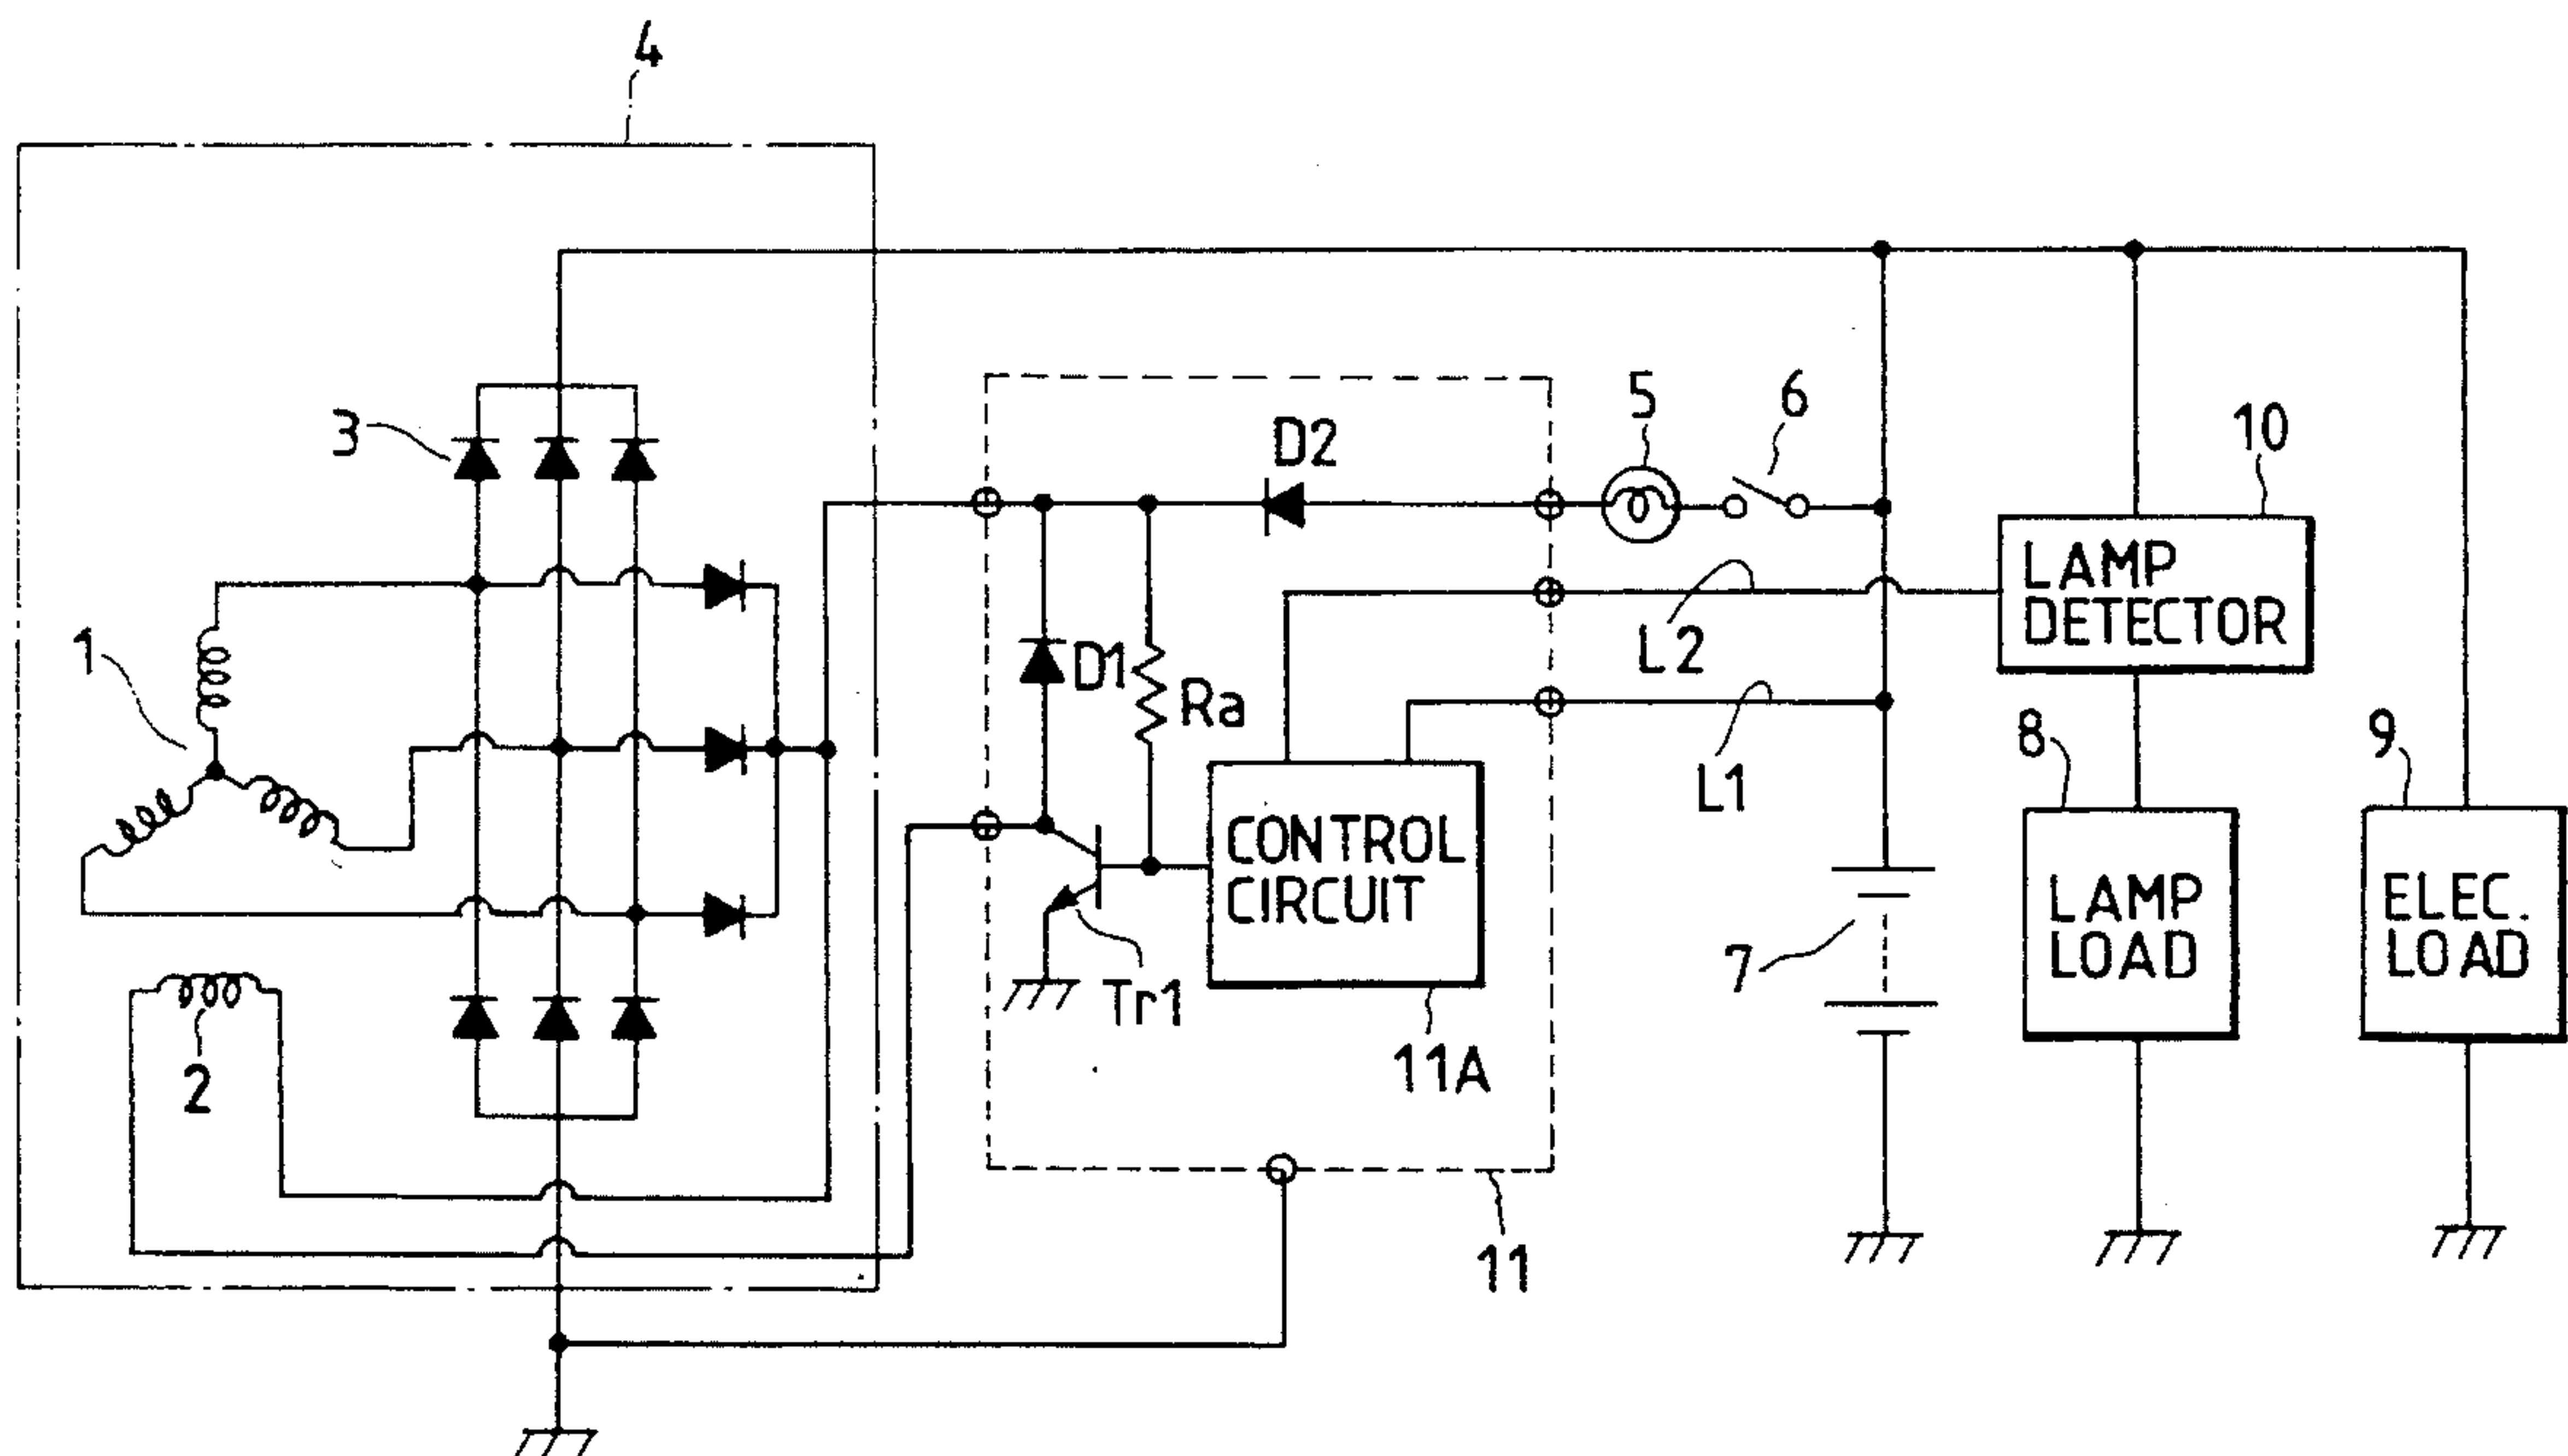 4
3
5
6
D2
10
LAMP
DETECTOR
1
D1
Ra
L2
L1
8
9
CONTROL
CIRCUIT
LAMP
LOAD
ELEC.
LOAD
7
Tr1
2
11A
11